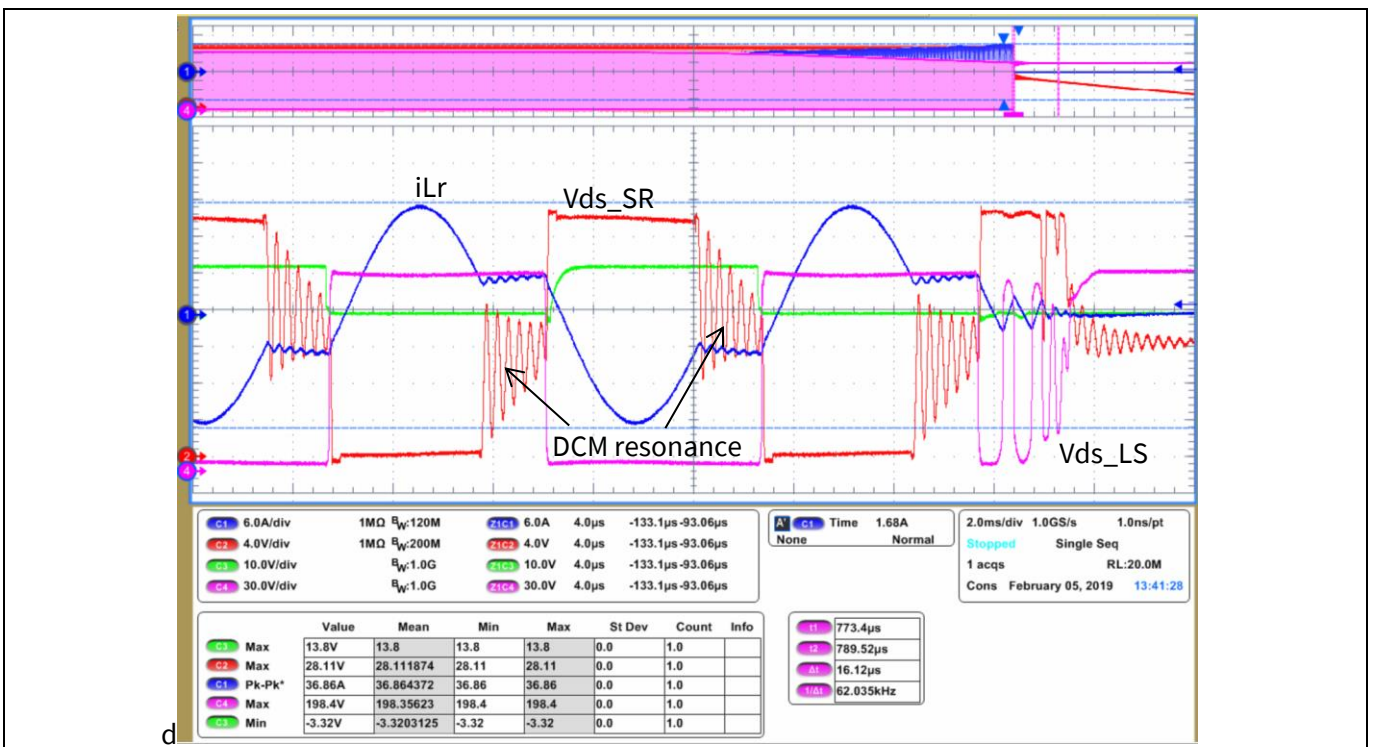 1
4
iLr
Vds_SR
1
DCM resonance
2
4
Vds_LS
C1 6.0A/div 1MΩ BW:120M Z1C1 6.0A 4.0µs -133.1µs-93.06µs
C2 4.0V/div 1MΩ BW:200M Z1C2 4.0V 4.0µs -133.1µs-93.06µs
C3 10.0V/div BW:1.0G Z1C3 10.0V 4.0µs -133.1µs-93.06µs
C4 30.0V/div BW:1.0G Z1C4 30.0V 4.0µs -133.1µs-93.06µs
A' C1 Time 1.68A
None Normal
2.0ms/div 1.0GS/s 1.0ns/pt
Stopped Single Seq
1 acqs RL:20.0M
Cons February 05, 2019 13:41:28
Value Mean Min Max St Dev Count Info
C3 Max 13.8V 13.8 13.8 13.8 0.0 1.0
C2 Max 28.11V 28.111874 28.11 28.11 0.0 1.0
C1 Pk-Pk* 36.86A 36.864372 36.86 36.86 0.0 1.0
C4 Max 198.4V 198.35623 198.4 198.4 0.0 1.0
C3 Min -3.32V -3.3203125 -3.32 -3.32 0.0 1.0
t1 773.4µs
t2 789.52µs
Δt 16.12µs
1/Δt 62.035kHz
d